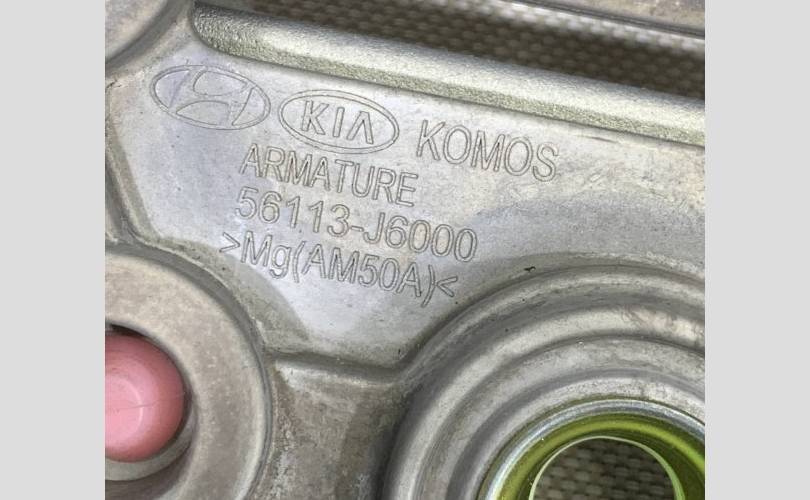 KIA KOMOS
ARMATURE
56113-J6000
>Mg(AM50A)<